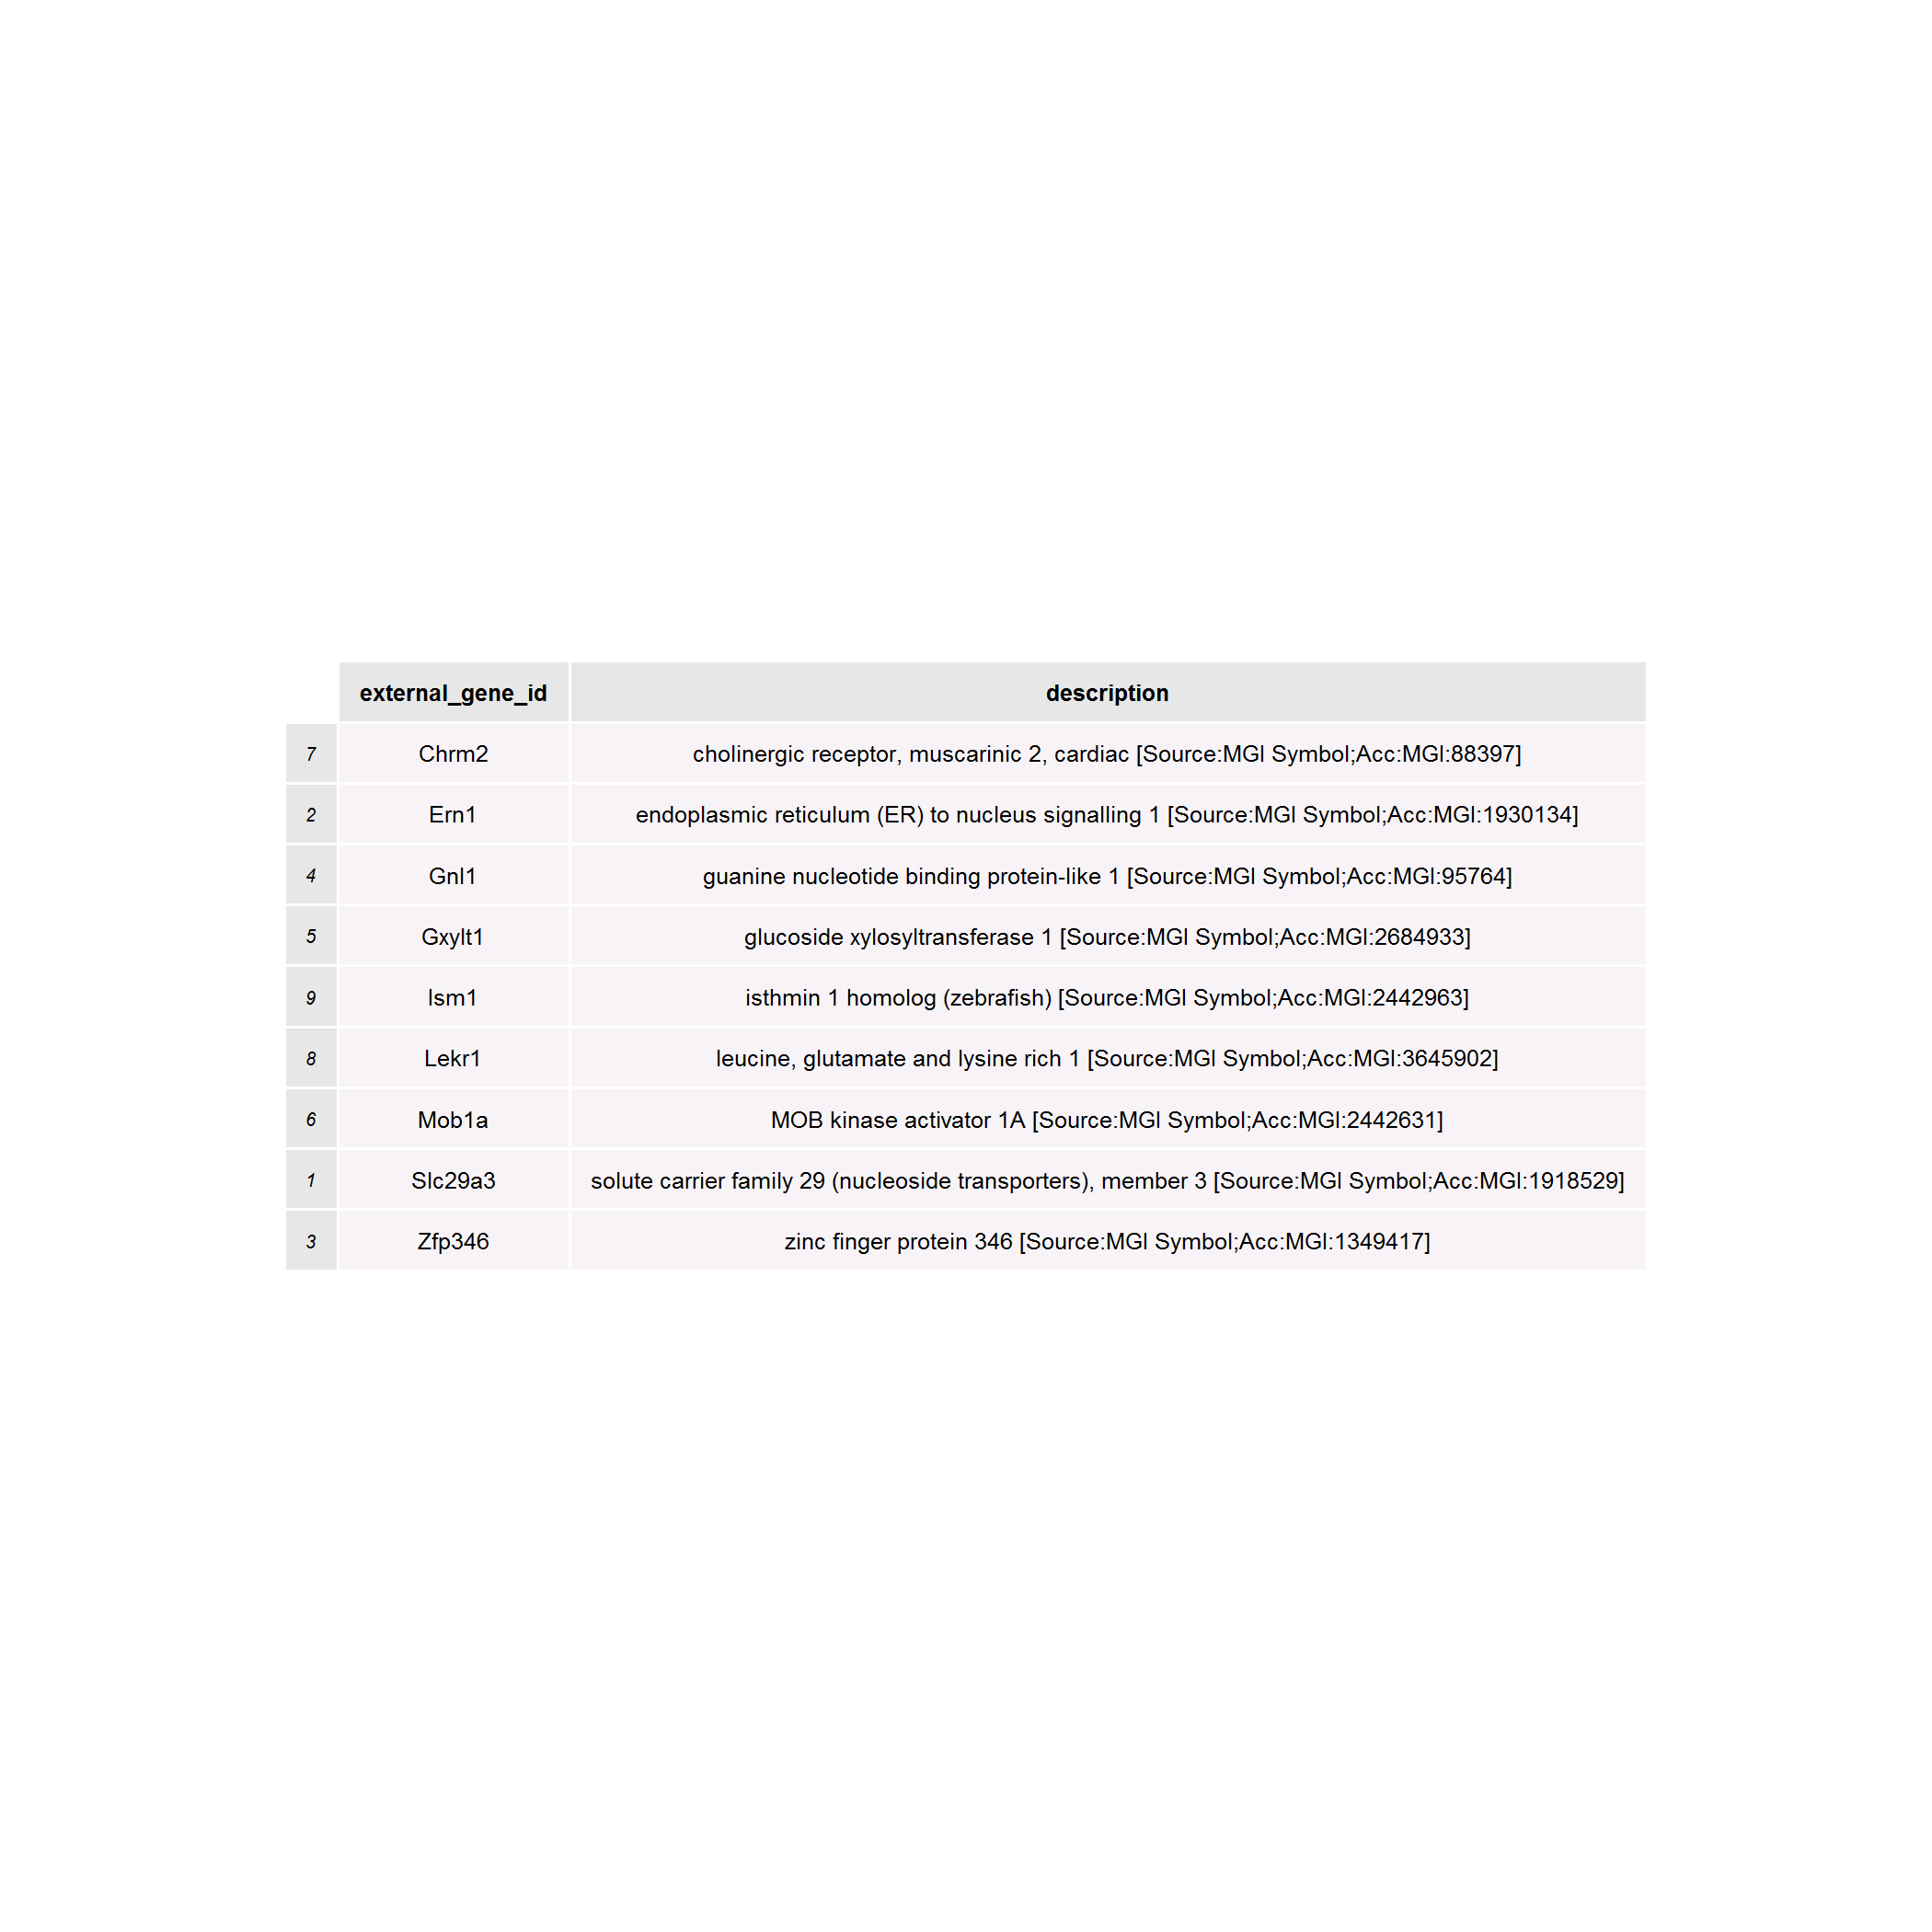 external_gene_id description
7 Chrm2 cholinergic receptor, muscarinic 2, cardiac [Source:MGI Symbol;Acc:MGI:88397]
2 Ern1 endoplasmic reticulum (ER) to nucleus signalling 1 [Source:MGI Symbol;Acc:MGI:1930134]
4 Gnl1 guanine nucleotide binding protein-like 1 [Source:MGI Symbol;Acc:MGI:95764]
5 Gxylt1 glucoside xylosyltransferase 1 [Source:MGI Symbol;Acc:MGI:2684933]
9 Ism1 isthmin 1 homolog (zebrafish) [Source:MGI Symbol;Acc:MGI:2442963]
8 Lekr1 leucine, glutamate and lysine rich 1 [Source:MGI Symbol;Acc:MGI:3645902]
6 Mob1a MOB kinase activator 1A [Source:MGI Symbol;Acc:MGI:2442631]
1 Slc29a3 solute carrier family 29 (nucleoside transporters), member 3 [Source:MGI Symbol;Acc:MGI:1918529]
3 Zfp346 zinc finger protein 346 [Source:MGI Symbol;Acc:MGI:1349417]